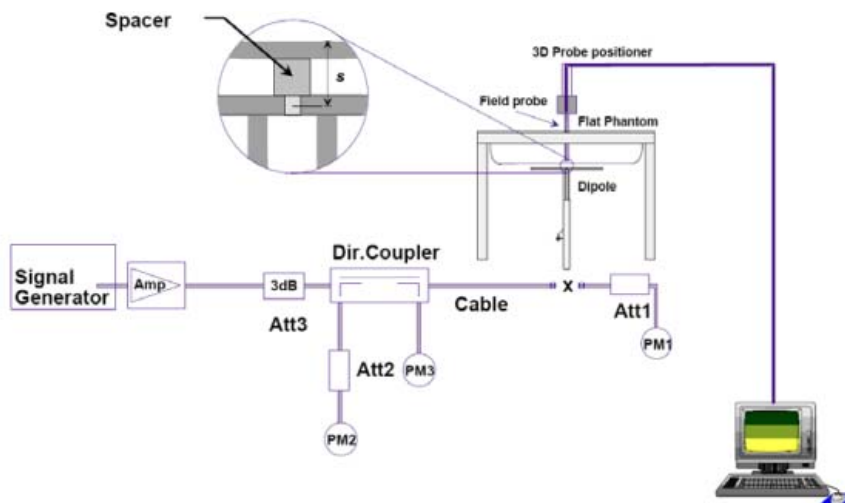 Spacer
s
3D Probe positioner
Field probe
Flat Phantom
Dipole
Signal
Generator
Amp
3dB
Att3
Dir.Coupler
Cable
X
Att1
PM1
Att2
PM3
PM2